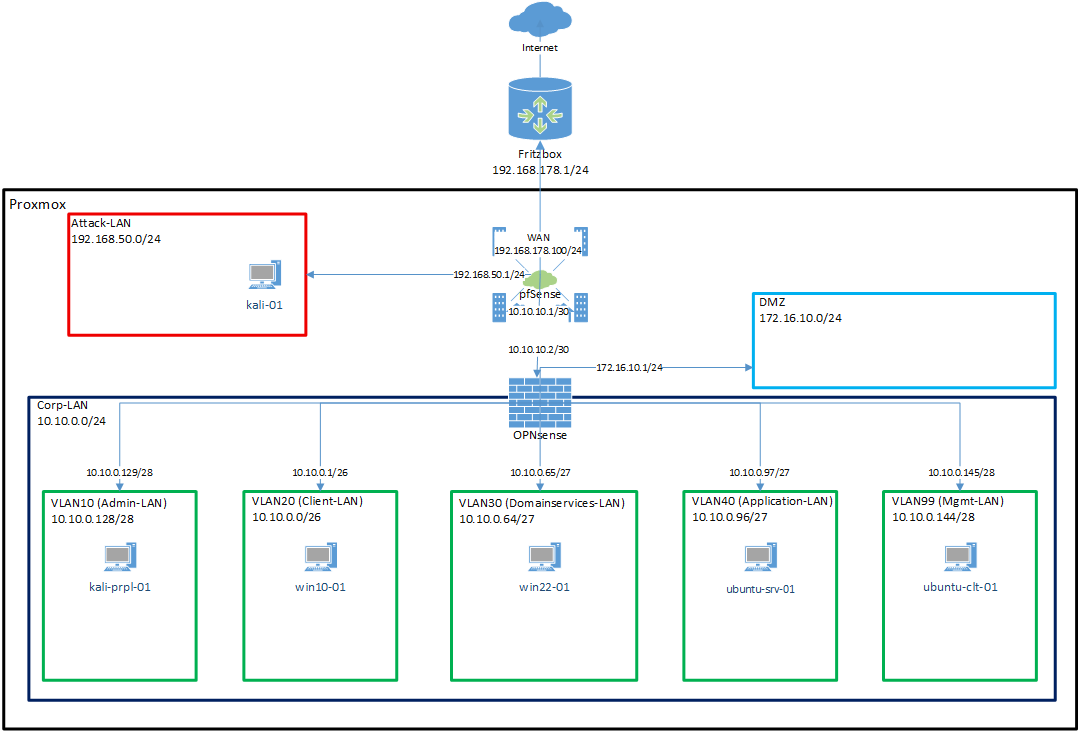 Internet
Fritzbox
192.168.178.1/24
Proxmox
Attack-LAN
192.168.50.0/24
kali-01
WAN
192.168.178.100/24
192.168.50.1/24
pfSense
10.10.10.1/30
DMZ
172.16.10.0/24
10.10.10.2/30
172.16.10.1/24
OPNsense
Corp-LAN
10.10.0.0/24
10.10.0.129/28
10.10.0.1/26
10.10.0.65/27
10.10.0.97/27
10.10.0.145/28
VLAN10 (Admin-LAN)
10.10.0.128/28
kali-prpl-01
VLAN20 (Client-LAN)
10.10.0.0/26
win10-01
VLAN30 (Domainservices-LAN)
10.10.0.64/27
win22-01
VLAN40 (Application-LAN)
10.10.0.96/27
ubuntu-srv-01
VLAN99 (Mgmt-LAN)
10.10.0.144/28
ubuntu-clt-01